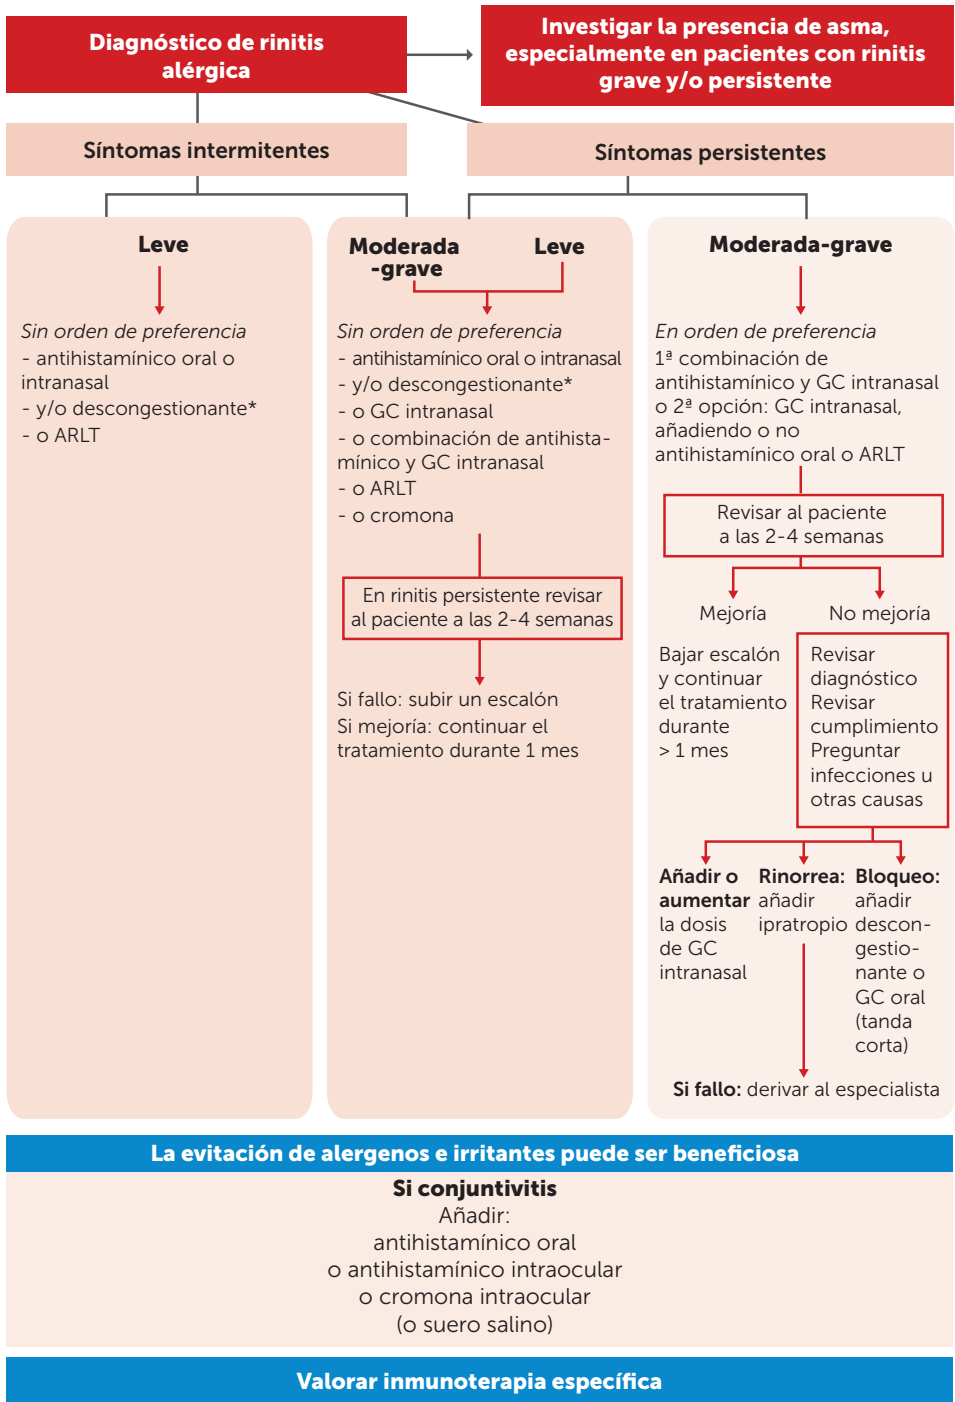 Diagnóstico de rinitis
alérgica
Investigar la presencia de asma,
especialmente en pacientes con rinitis
grave y/o persistente
Síntomas intermitentes
Síntomas persistentes
Leve
Sin orden de preferencia
- antihistamínico oral o
intranasal
- y/o descongestionante*
- o ARLT
Moderada
-grave
Leve
Sin orden de preferencia
- antihistamínico oral o intranasal
- y/o descongestionante*
- o GC intranasal
- o combinación de antihista-
mínico y GC intranasal
- o ARLT
- o cromona
En rinitis persistente revisar
al paciente a las 2-4 semanas
Si fallo: subir un escalón
Si mejoría: continuar el
tratamiento durante 1 mes
Moderada-grave
En orden de preferencia
1ª combinación de
antihistamínico y GC intranasal
o 2ª opción: GC intranasal,
añadiendo o no
antihistamínico oral o ARLT
Revisar al paciente
a las 2-4 semanas
Mejoría
Bajar escalón
y continuar
el tratamiento
durante
> 1 mes
No mejoría
Revisar
diagnóstico
Revisar
cumplimiento
Preguntar
infecciones u
otras causas
Añadir o
aumentar
la dosis
de GC
intranasal
Rinorrea:
añadir
ipratropio
Bloqueo:
añadir
descon-
gestio-
nante o
GC oral
(tanda
corta)
Si fallo: derivar al especialista
La evitación de alergenos e irritantes puede ser beneficiosa
Si conjuntivitis
Añadir:
antihistamínico oral
o antihistamínico intraocular
o cromona intraocular
(o suero salino)
Valorar inmunoterapia específica